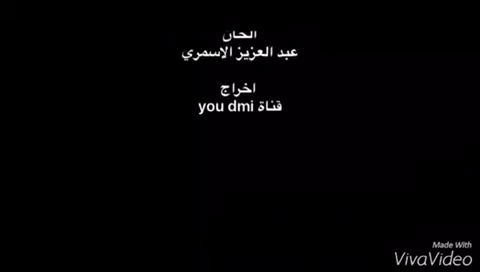 الحان
عبد العزيز الاسمري
اخراج
قناة you dmi
Made With
VivaVideo